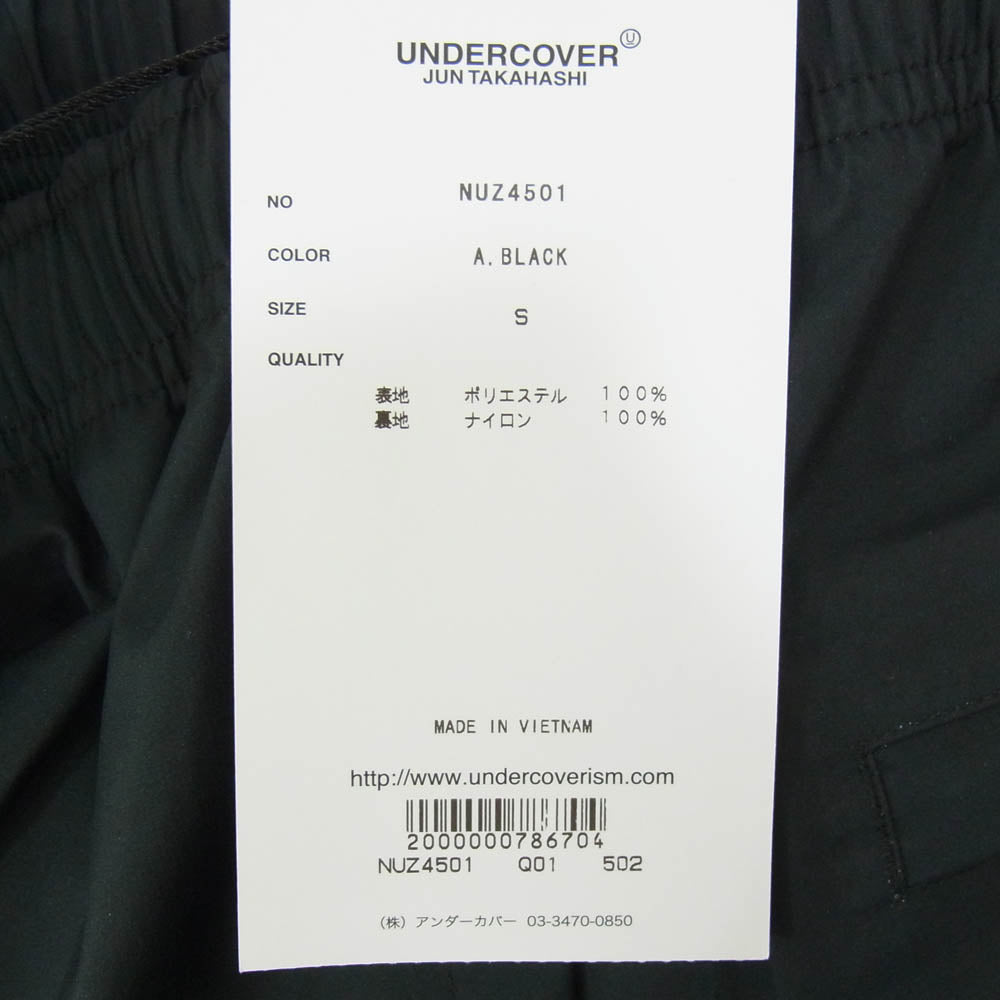 UNDERCOVER Ⓤ
JUN TAKAHASHI
NO NUZ4501
COLOR A.BLACK
SIZE S
QUALITY
表地 ポリエステル 100%
裏地 ナイロン 100%
MADE IN VIETNAM
http://www.undercoverism.com
2000000786704
NUZ4501 Q01 502
(株) アンダーカバー 03-3470-0850